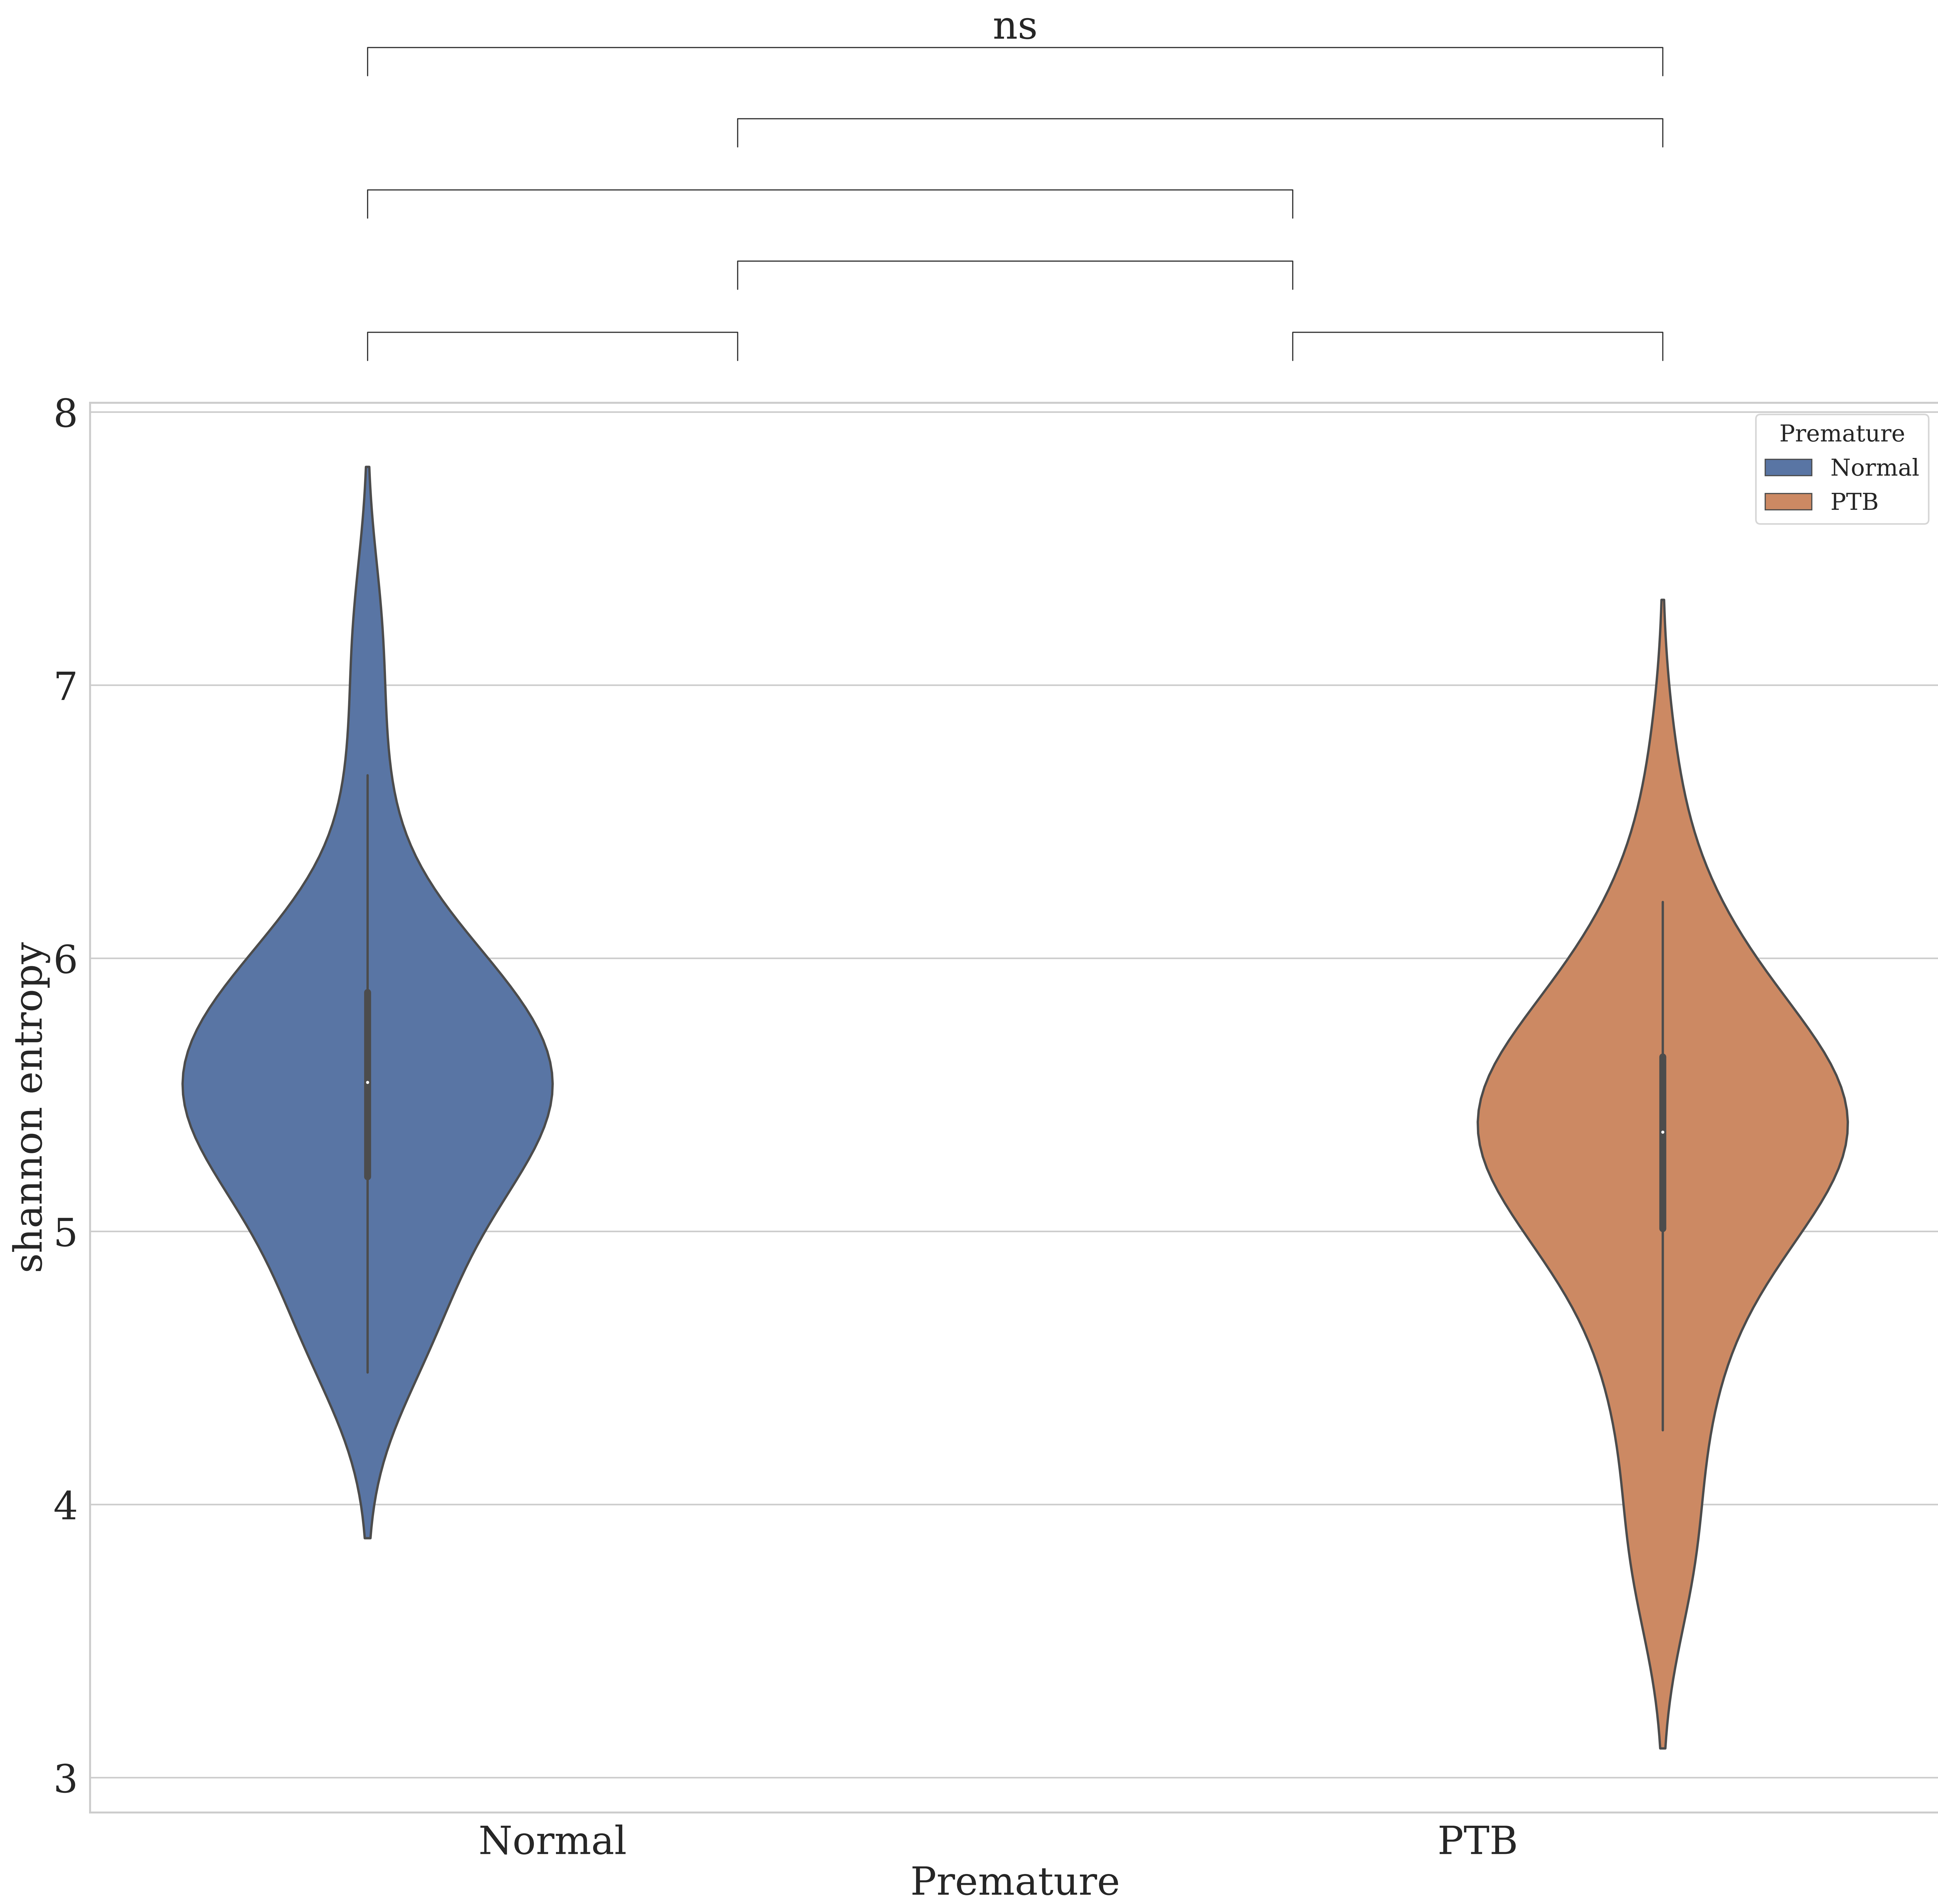 ns
8
7
6
5
4
3
shannon entropy
Premature
Normal
PTB
Normal
PTB
Premature